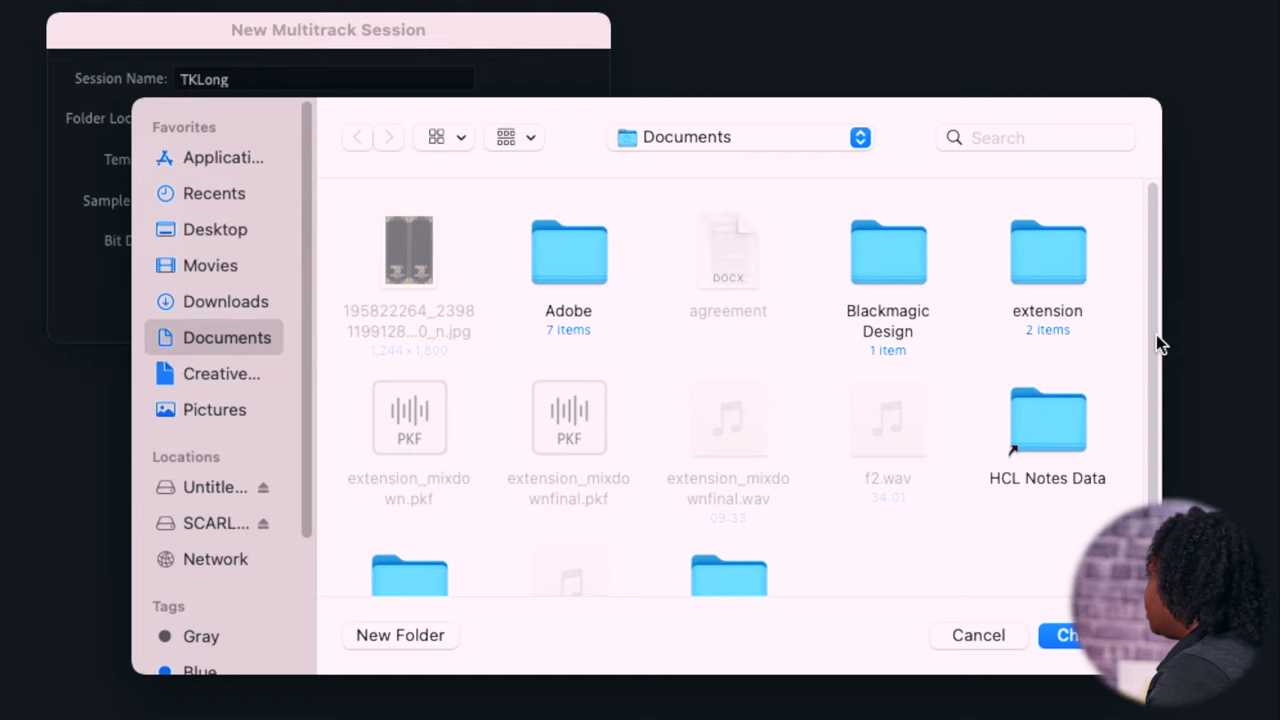 New Multitrack Session
Session Name: TKLong
Folder Loc
Tem
Sample
Bit D
Favorites
Applicati...
Recents
Desktop
Movies
Downloads
Documents
Creative...
Pictures
Locations
Untitle...
SCARL...
Network
Tags
Gray
Blue
Documents
Search
195822264_2398
1199128...0_n.jpg
1,244×1,800
Adobe
7 items
DOCX
agreement
Blackmagic
Design
1 item
extension
2 items
PKF
extension_mixdo
wn.pkf
PKF
extension_mixdo
wnfinal.pkf
extension_mixdo
wnfinal.wav
09:33
f2.wav
34:01
HCL Notes Data
New Folder
Cancel
Ch